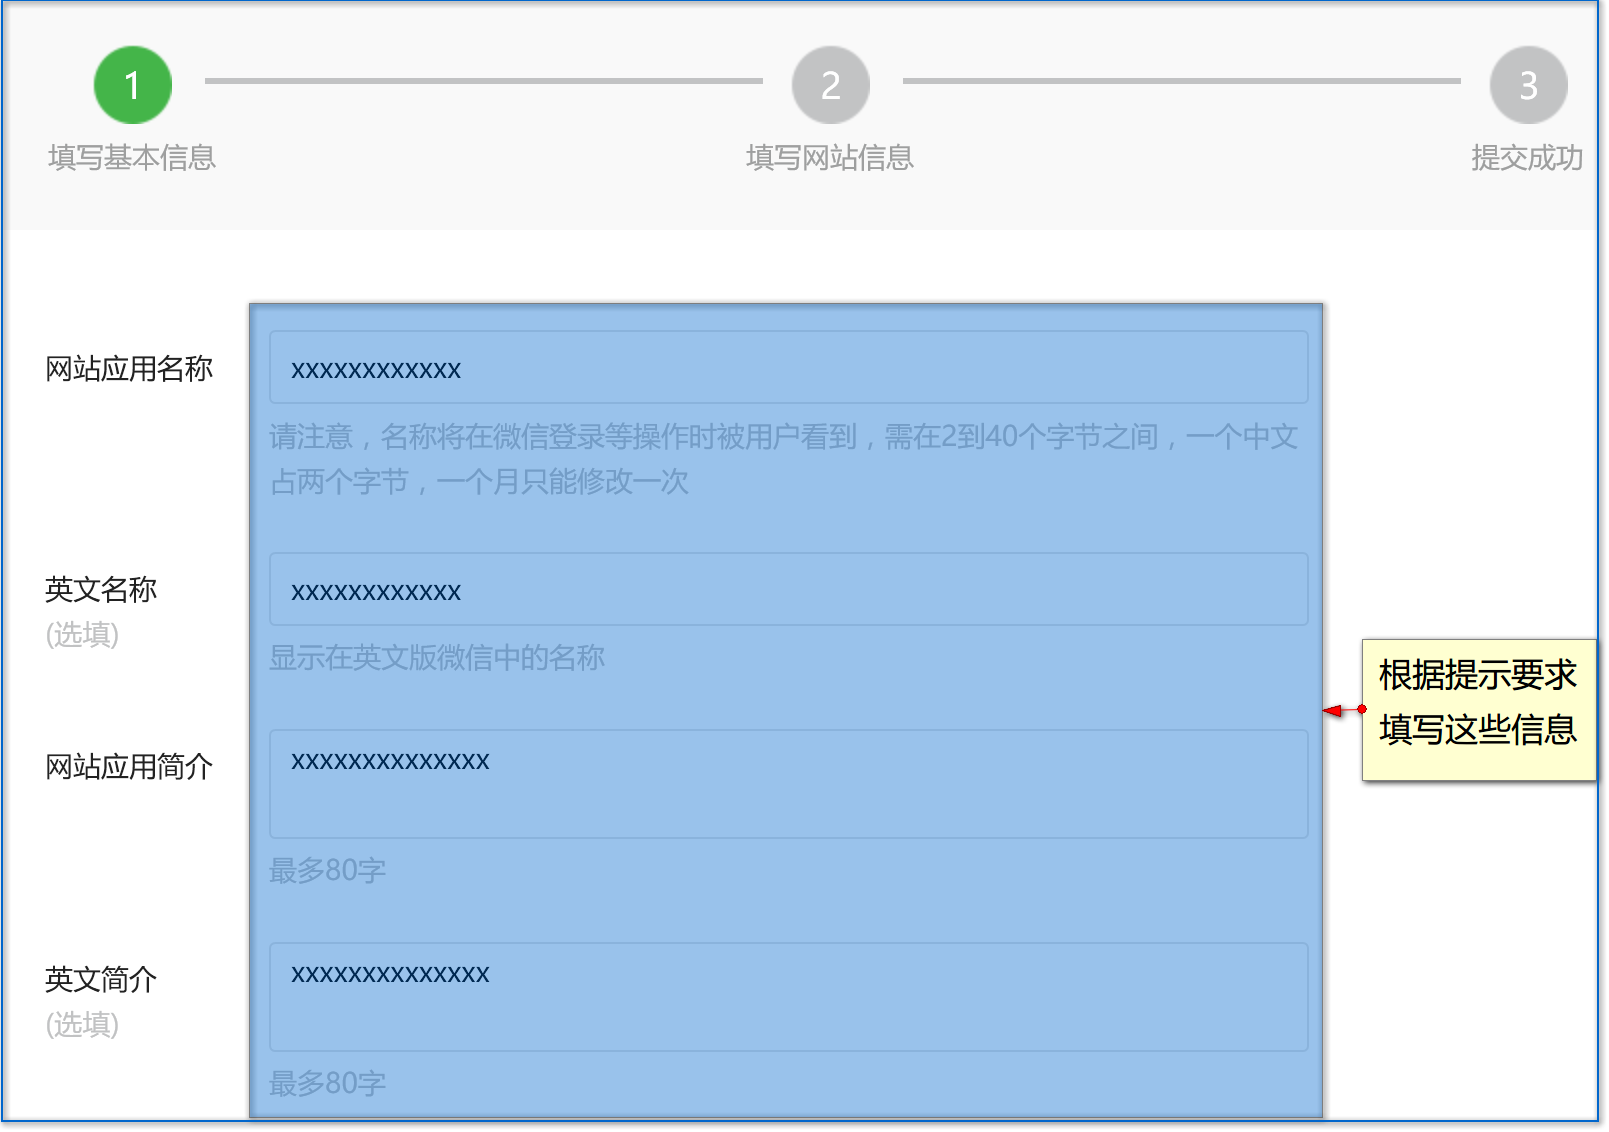 1
2
3
填写基本信息
填写网站信息
提交成功
网站应用名称
xxxxxxxxxxxx
请注意，名称将在微信登录等操作时被用户看到，需在2到40个字节之间，一个中文
占两个字节，一个月只能修改一次
英文名称
xxxxxxxxxxxx
(选填)
显示在英文版微信中的名称
根据提示要求
填写这些信息
网站应用简介
xxxxxxxxxxxxxx
最多80字
英文简介
xxxxxxxxxxxxxx
(选填)
最多80字